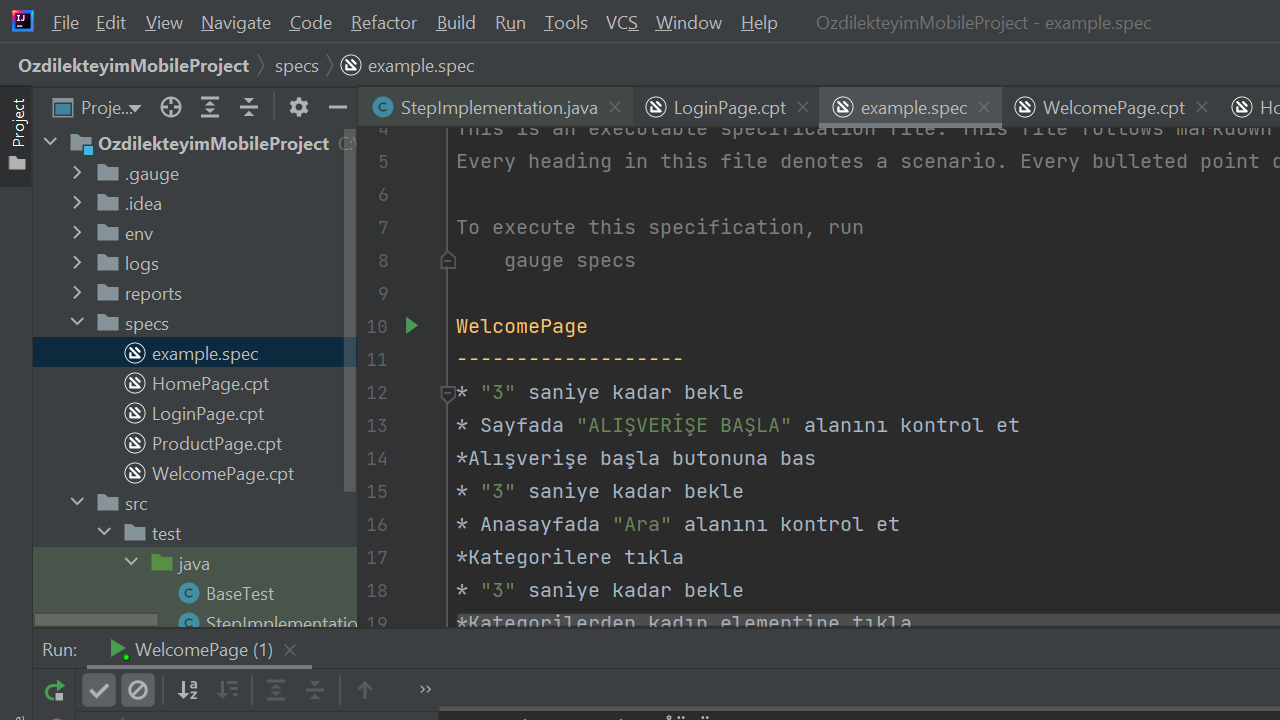 File Edit View Navigate Code Refactor Build Run Tools VCS Window Help OzdilekteyimMobileProject - example.spec
OzdilekteyimMobileProject specs example.spec
Project
Proje...
StepImplementation.java LoginPage.cpt example.spec WelcomePage.cpt Ho
OzdilekteyimMobileProject C:\
.gauge
.idea
env
logs
reports
specs
example.spec
HomePage.cpt
LoginPage.cpt
ProductPage.cpt
WelcomePage.cpt
src
test
java
BaseTest
StepImplementatio
4 This is an executable specification file. This file follows markdown
5 Every heading in this file denotes a scenario. Every bulleted point d
6
7 To execute this specification, run
8 gauge specs
9
10 WelcomePage
11 -------------------
12 * "3" saniye kadar bekle
13 * Sayfada "ALIŞVERİŞE BAŞLA" alanını kontrol et
14 *Alışverişe başla butonuna bas
15 * "3" saniye kadar bekle
16 * Anasayfada "Ara" alanını kontrol et
17 *Kategorilere tıkla
18 * "3" saniye kadar bekle
19 *Kategorilerden kadın elementine tıkla
Run: WelcomePage (1)